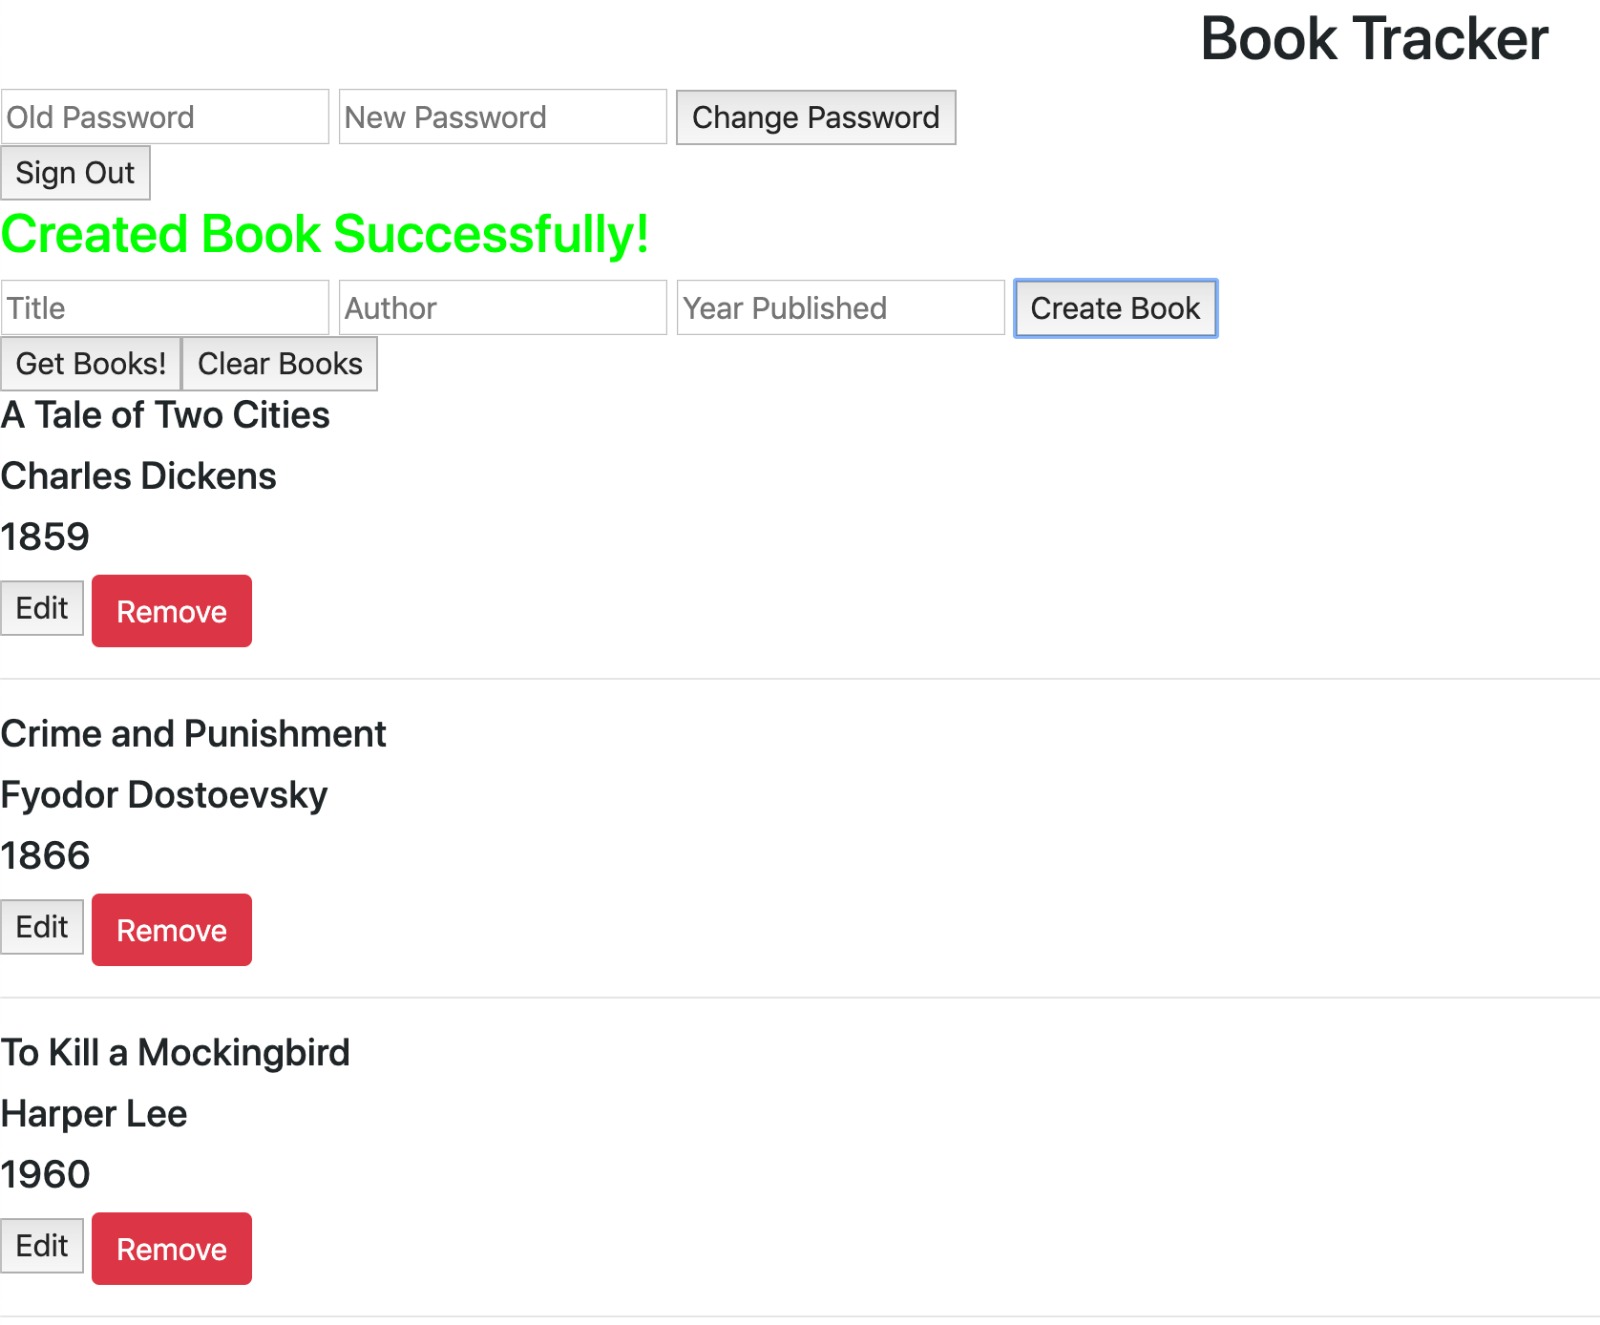 Book Tracker
Old Password New Password Change Password
Sign Out
Created Book Successfully!
Title Author Year Published Create Book
Get Books! Clear Books
A Tale of Two Cities
Charles Dickens
1859
Edit Remove
Crime and Punishment
Fyodor Dostoevsky
1866
Edit Remove
To Kill a Mockingbird
Harper Lee
1960
Edit Remove